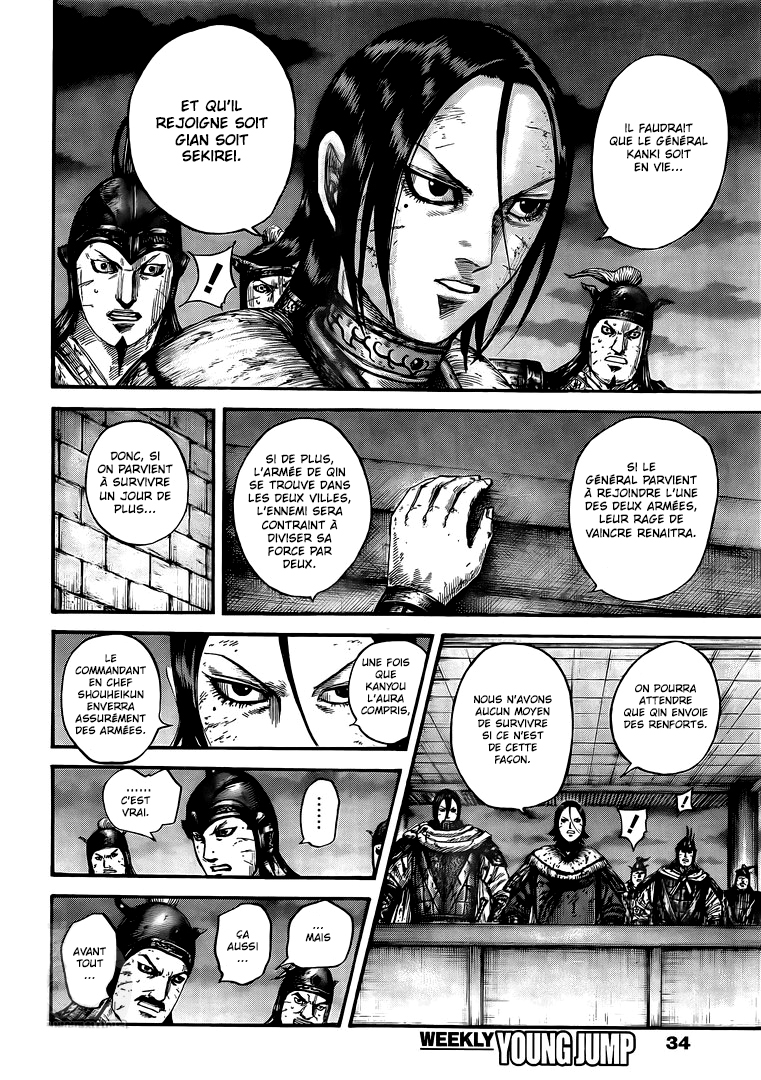 IL FAUDRAIT
QUE LE GÉNÉRAL
KANKI SOIT
EN VIE...
ET QU'IL
REJOIGNE SOIT
GIAN SOIT
SEKIREI.
!
SI LE
GÉNÉRAL PARVIENT
À REJOINDRE L'UNE
DES DEUX ARMÉES,
LEUR RAGE DE
VAINCRE RENAITRA.
SI DE PLUS,
L'ARMÉE DE QIN
SE TROUVE DANS
LES DEUX VILLES,
L'ENNEMI SERA
CONTRAINT À
DIVISER SA
FORCE PAR
DEUX.
DONC, SI
ON PARVIENT
À SURVIVRE
UN JOUR DE
PLUS...
ON POURRA
ATTENDRE
QUE QIN ENVOIE
DES RENFORTS.
NOUS N'AVONS
AUCUN MOYEN
DE SURVIVRE
SI CE N'EST
DE CETTE
FAÇON.
!
!
UNE FOIS
QUE
KANYOU
L'AURA
COMPRIS,
LE
COMMANDANT
EN CHEF
SHOUHEIKUN
ENVERRA
ASSURÉMENT
DES ARMÉES.
......
......
C'EST
VRAI.
...
MAIS
ÇA
AUSSI
...
AVANT
TOUT
...
WEEKLY YOUNG JUMP 34